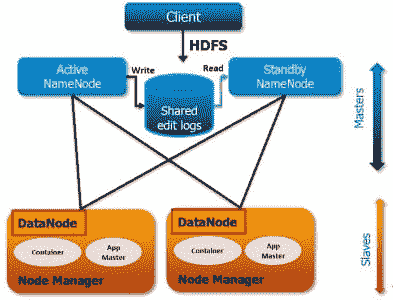 Client
HDFS
Active
NameNode
Write
Read
Standby
NameNode
Shared
edit logs
Masters
DataNode
Container
App
Master
Node Manager
DataNode
Container
App
Master
Node Manager
Slaves